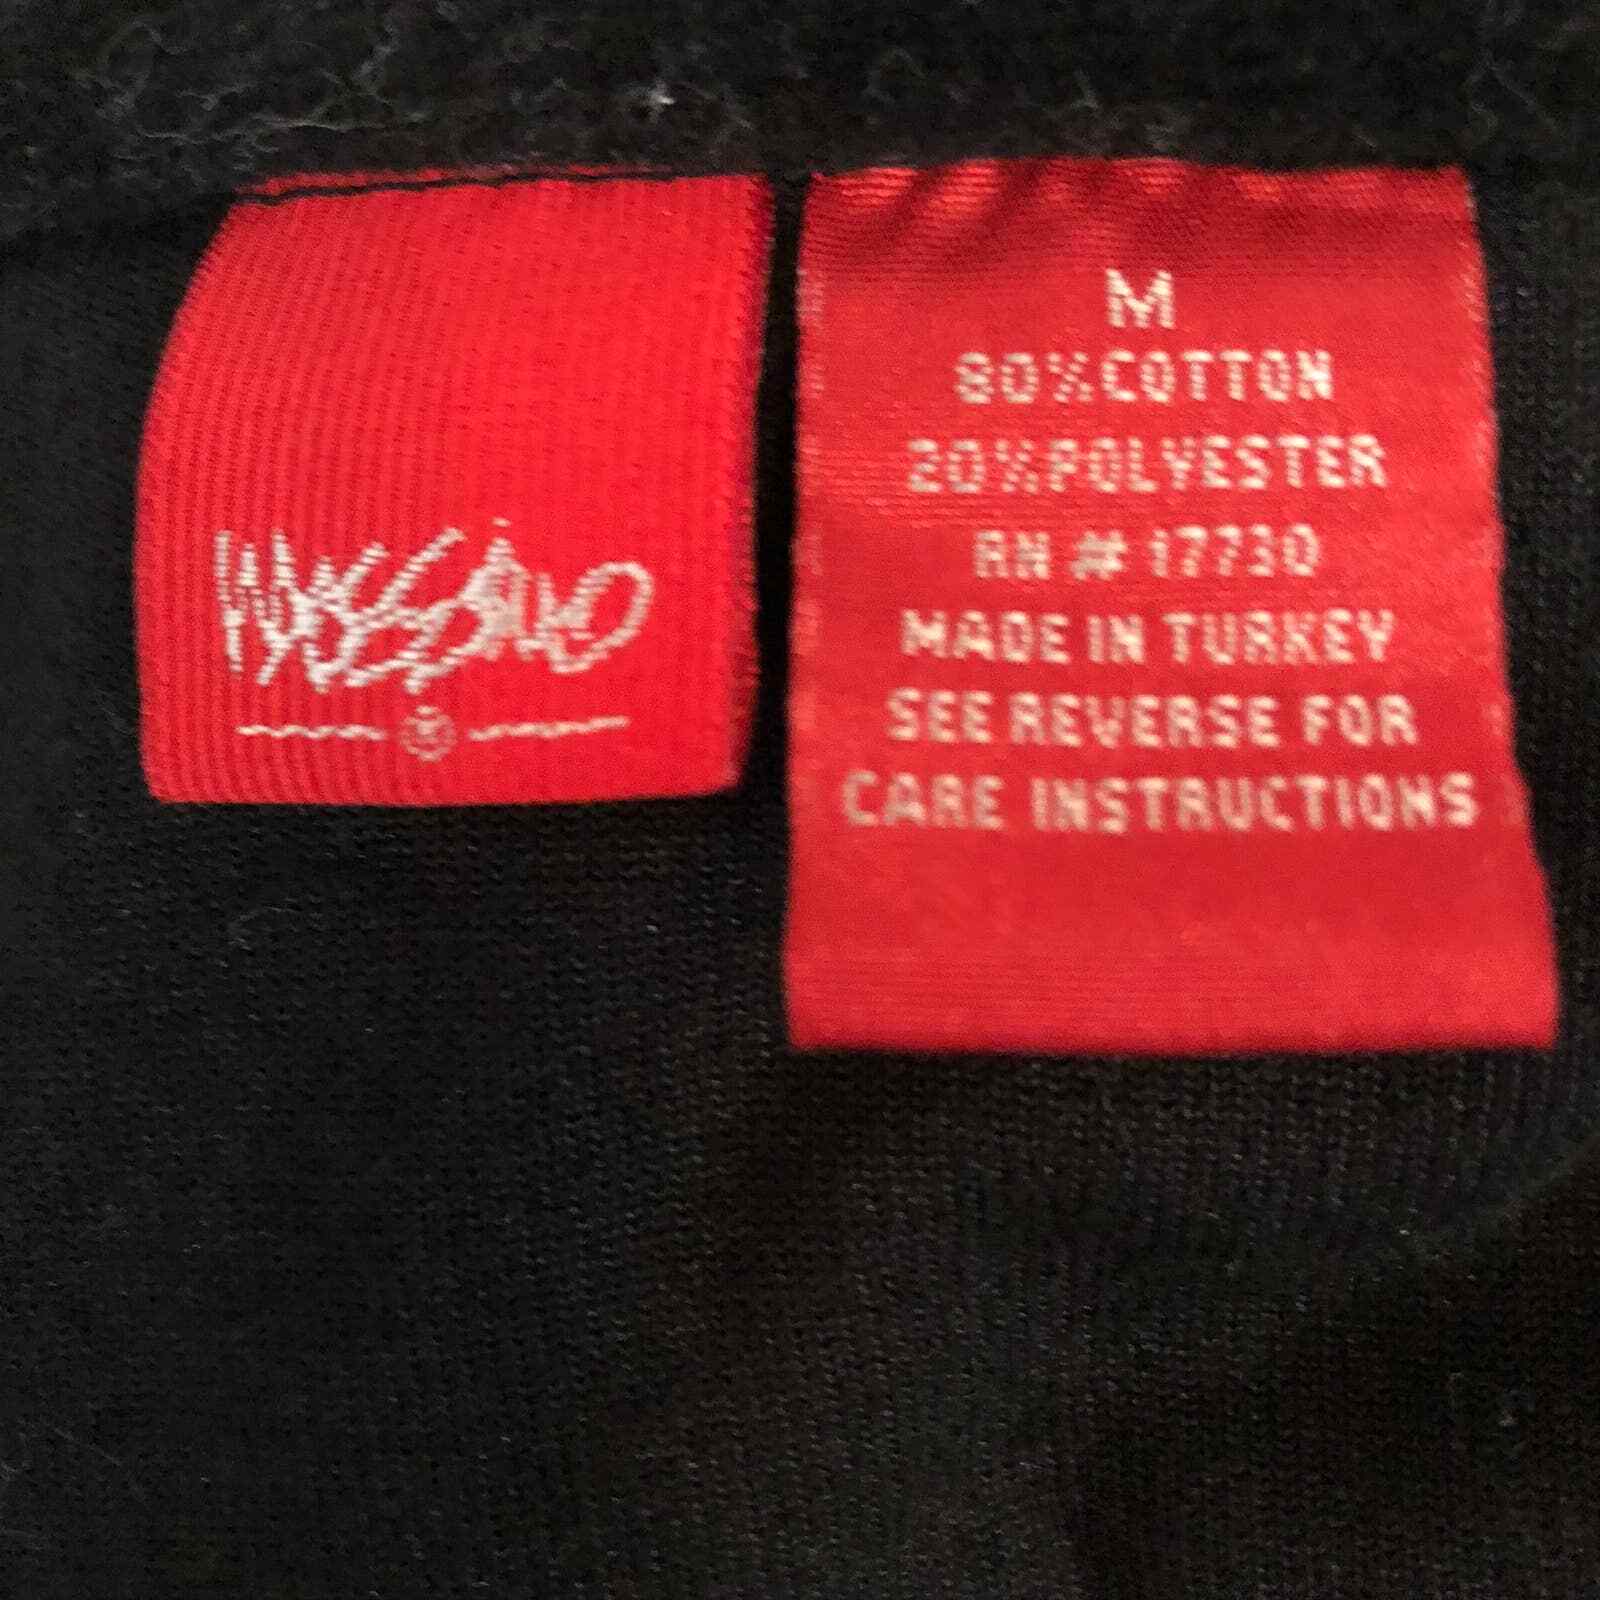 MOSSIMO
M
80% COTTON
20% POLYESTER
RN # 17730
MADE IN TURKEY
SEE REVERSE FOR
CARE INSTRUCTIONS